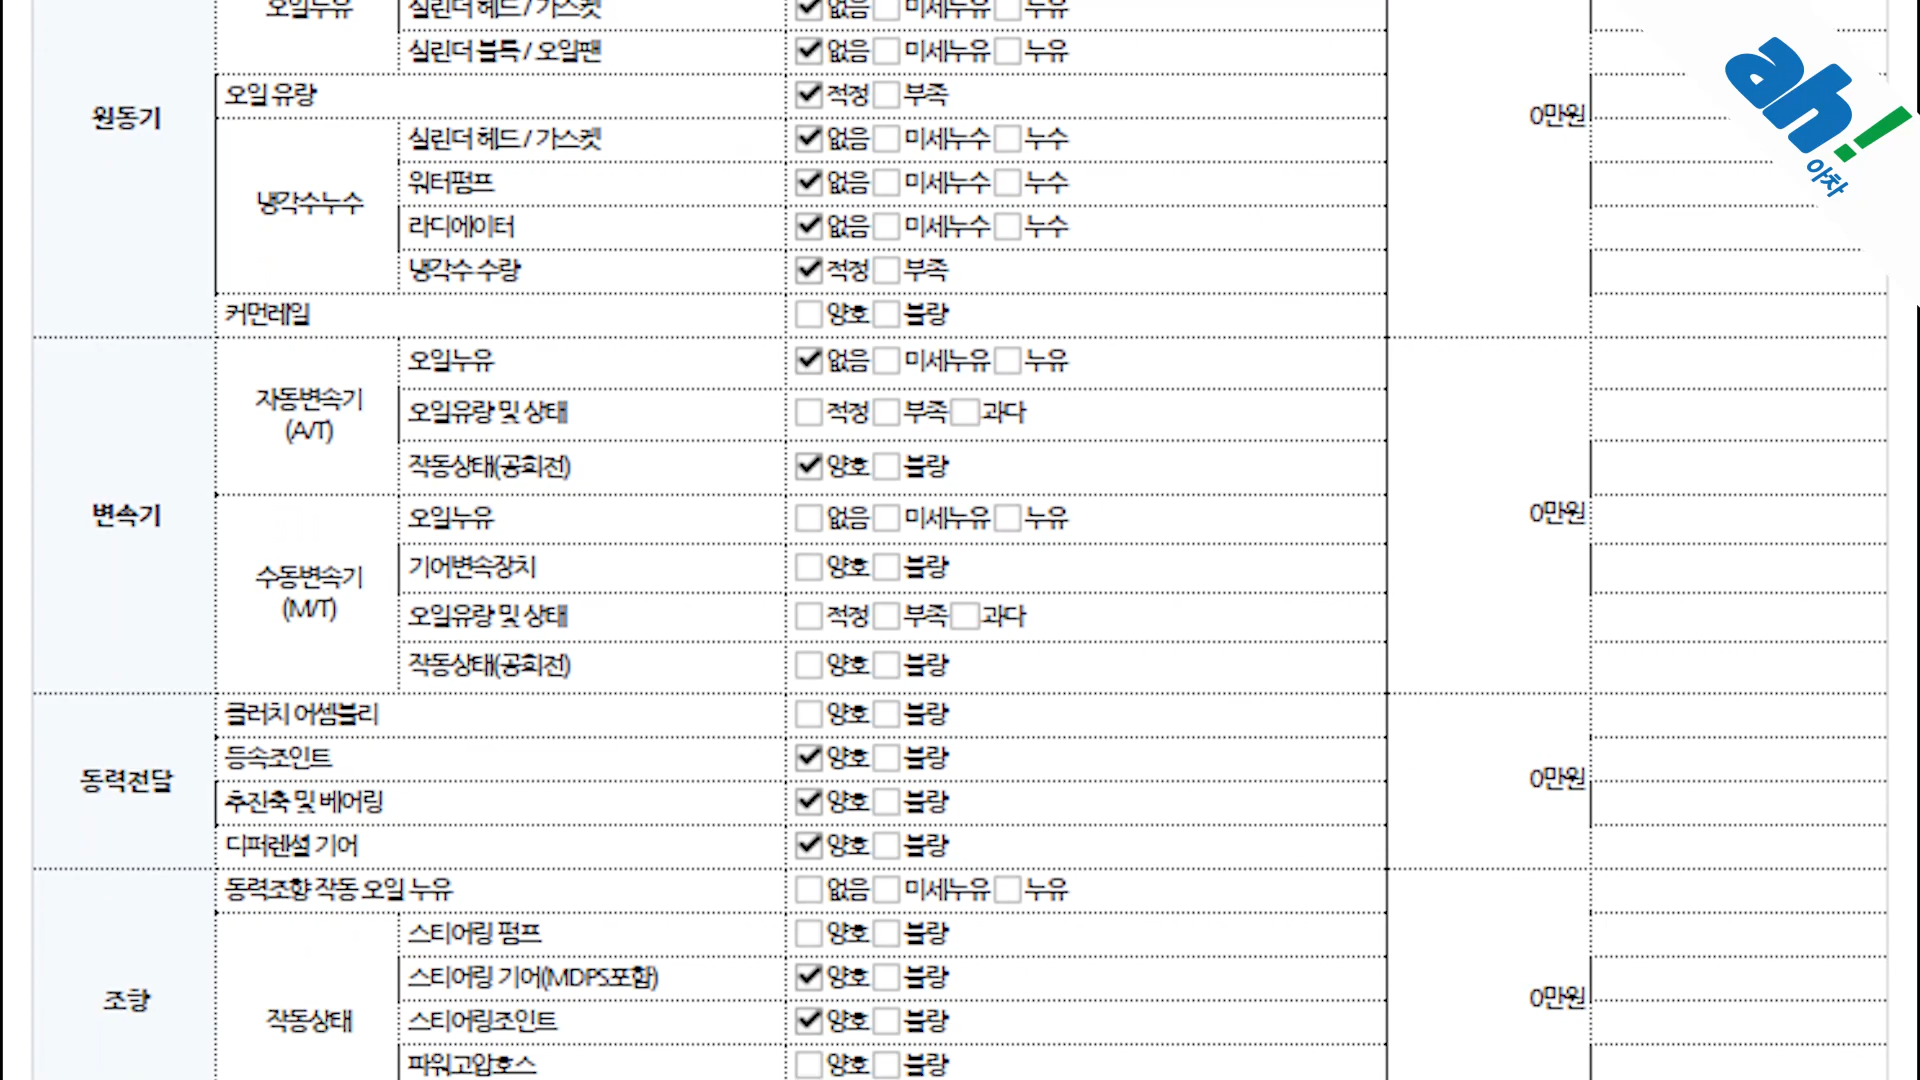 오일누유
실린더 헤드 / 가스켓 ✔없음 미세누유 누유
실린더 블록 / 오일팬 ✔없음 미세누유 누유
원동기
오일 유량 ✔적정 부족
0만원
냉각수누수
실린더 헤드 / 가스켓 ✔없음 미세누수 누수
워터펌프 ✔없음 미세누수 누수
라디에이터 ✔없음 미세누수 누수
냉각수 수량 ✔적정 부족
커먼레일 양호 불량
변속기
자동변속기
(A/T)
오일누유 ✔없음 미세누유 누유
오일유량 및 상태 적정 부족 과다
작동상태(공회전) ✔양호 불량
0만원
수동변속기
(M/T)
오일누유 없음 미세누유 누유
기어변속장치 양호 불량
오일유량 및 상태 적정 부족 과다
작동상태(공회전) 양호 불량
동력전달
클러치 어셈블리 양호 불량
등속조인트 ✔양호 불량
추진축 및 베어링 ✔양호 불량
디퍼렌셜 기어 ✔양호 불량
0만원
조향
동력조향 작동 오일 누유 없음 미세누유 누유
작동상태
스티어링 펌프 양호 불량
스티어링 기어(MDPS포함) ✔양호 불량
스티어링조인트 ✔양호 불량
파워고압호스 양호 불량
0만원
ah!
아차